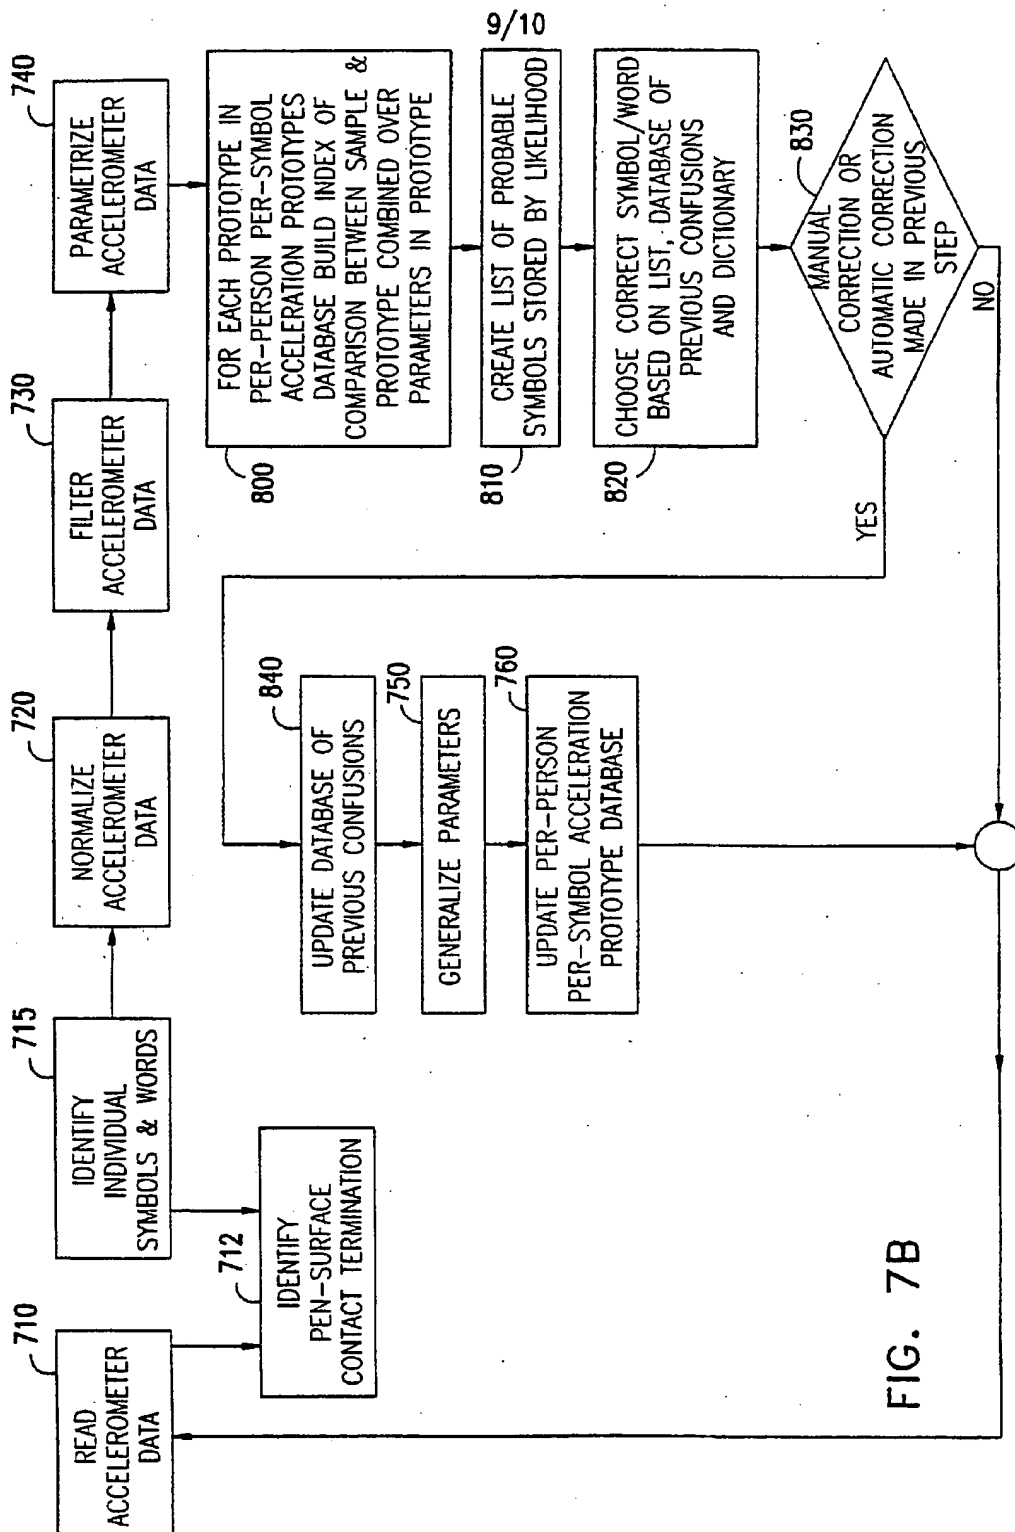 9/10
710
READ
ACCELEROMETER
DATA
712
IDENTIFY
PEN-SURFACE
CONTACT TERMINATION
715
IDENTIFY
INDIVIDUAL
SYMBOLS & WORDS
720
NORMALIZE
ACCELEROMETER
DATA
730
FILTER
ACCELEROMETER
DATA
740
PARAMETRIZE
ACCELEROMETER
DATA
800
FOR EACH PROTOTYPE IN
PER-PERSON PER-SYMBOL
ACCELERATION PROTOTYPES
DATABASE BUILD INDEX OF
COMPARISON BETWEEN SAMPLE &
PROTOTYPE COMBINED OVER
PARAMETERS IN PROTOTYPE
810
CREATE LIST OF PROBABLE
SYMBOLS STORED BY LIKELIHOOD
820
CHOOSE CORRECT SYMBOL/WORD
BASED ON LIST, DATABASE OF
PREVIOUS CONFUSIONS
AND DICTIONARY
830
MANUAL
CORRECTION OR
AUTOMATIC CORRECTION
MADE IN PREVIOUS
STEP
YES
NO
840
UPDATE DATABASE OF
PREVIOUS CONFUSIONS
750
GENERALIZE PARAMETERS
760
UPDATE PER-PERSON
PER-SYMBOL ACCELERATION
PROTOTYPE DATABASE
FIG. 7B